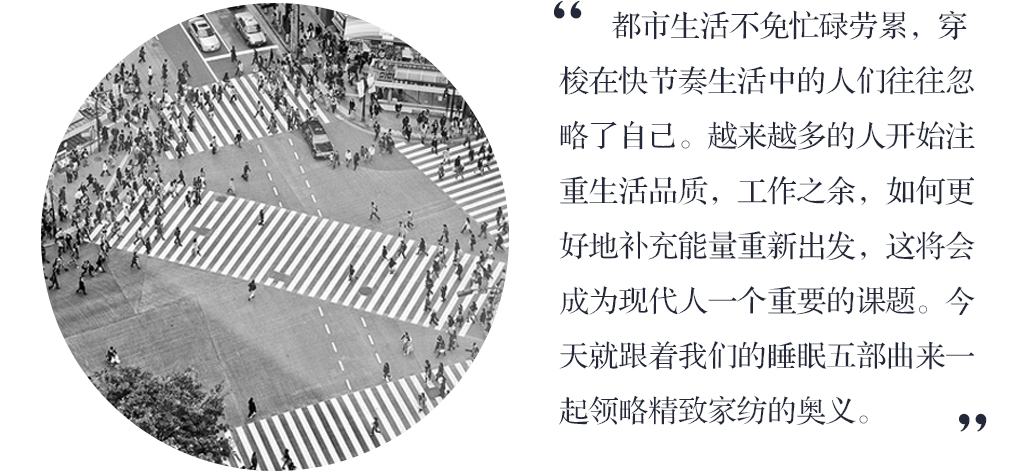 “ 都市生活不免忙碌劳累，穿
梭在快节奏生活中的人们往往忽
略了自己。越来越多的人开始注
重生活品质，工作之余，如何更
好地补充能量重新出发，这将会
成为现代人一个重要的课题。今
天就跟着我们的睡眠五部曲来一
起领略精致家纺的奥义。 ”